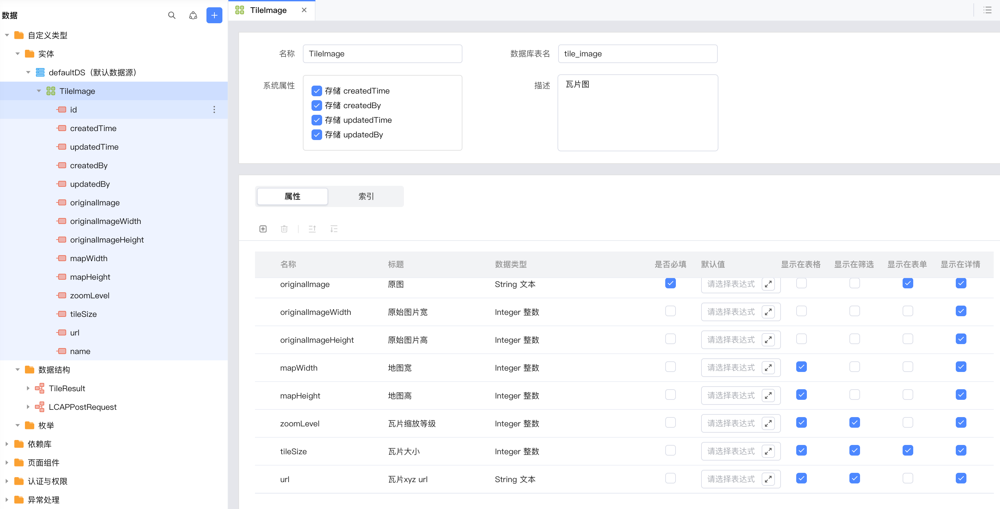 数据
自定义类型
实体
defaultDS（默认数据源）
TileImage
id
createdTime
updatedTime
createdBy
updatedBy
originalImage
originalImageWidth
originalImageHeight
mapWidth
mapHeight
zoomLevel
tileSize
url
name
数据结构
TileResult
LCAPPostRequest
枚举
依赖库
页面组件
认证与权限
异常处理
TileImage
名称 TileImage 数据库表名 tile_image
系统属性 描述 瓦片图
存储 createdTime
存储 createdBy
存储 updatedTime
存储 updatedBy
属性 索引
名称 标题 数据类型 是否必填 默认值 显示在表格 显示在筛选 显示在表单 显示在详情
originalImage 原图 String 文本 请选择表达式
originalImageWidth 原始图片宽 Integer 整数 请选择表达式
originalImageHeight 原始图片高 Integer 整数 请选择表达式
mapWidth 地图宽 Integer 整数 请选择表达式
mapHeight 地图高 Integer 整数 请选择表达式
zoomLevel 瓦片缩放等级 Integer 整数 请选择表达式
tileSize 瓦片大小 Integer 整数 请选择表达式
url 瓦片xyz url String 文本 请选择表达式